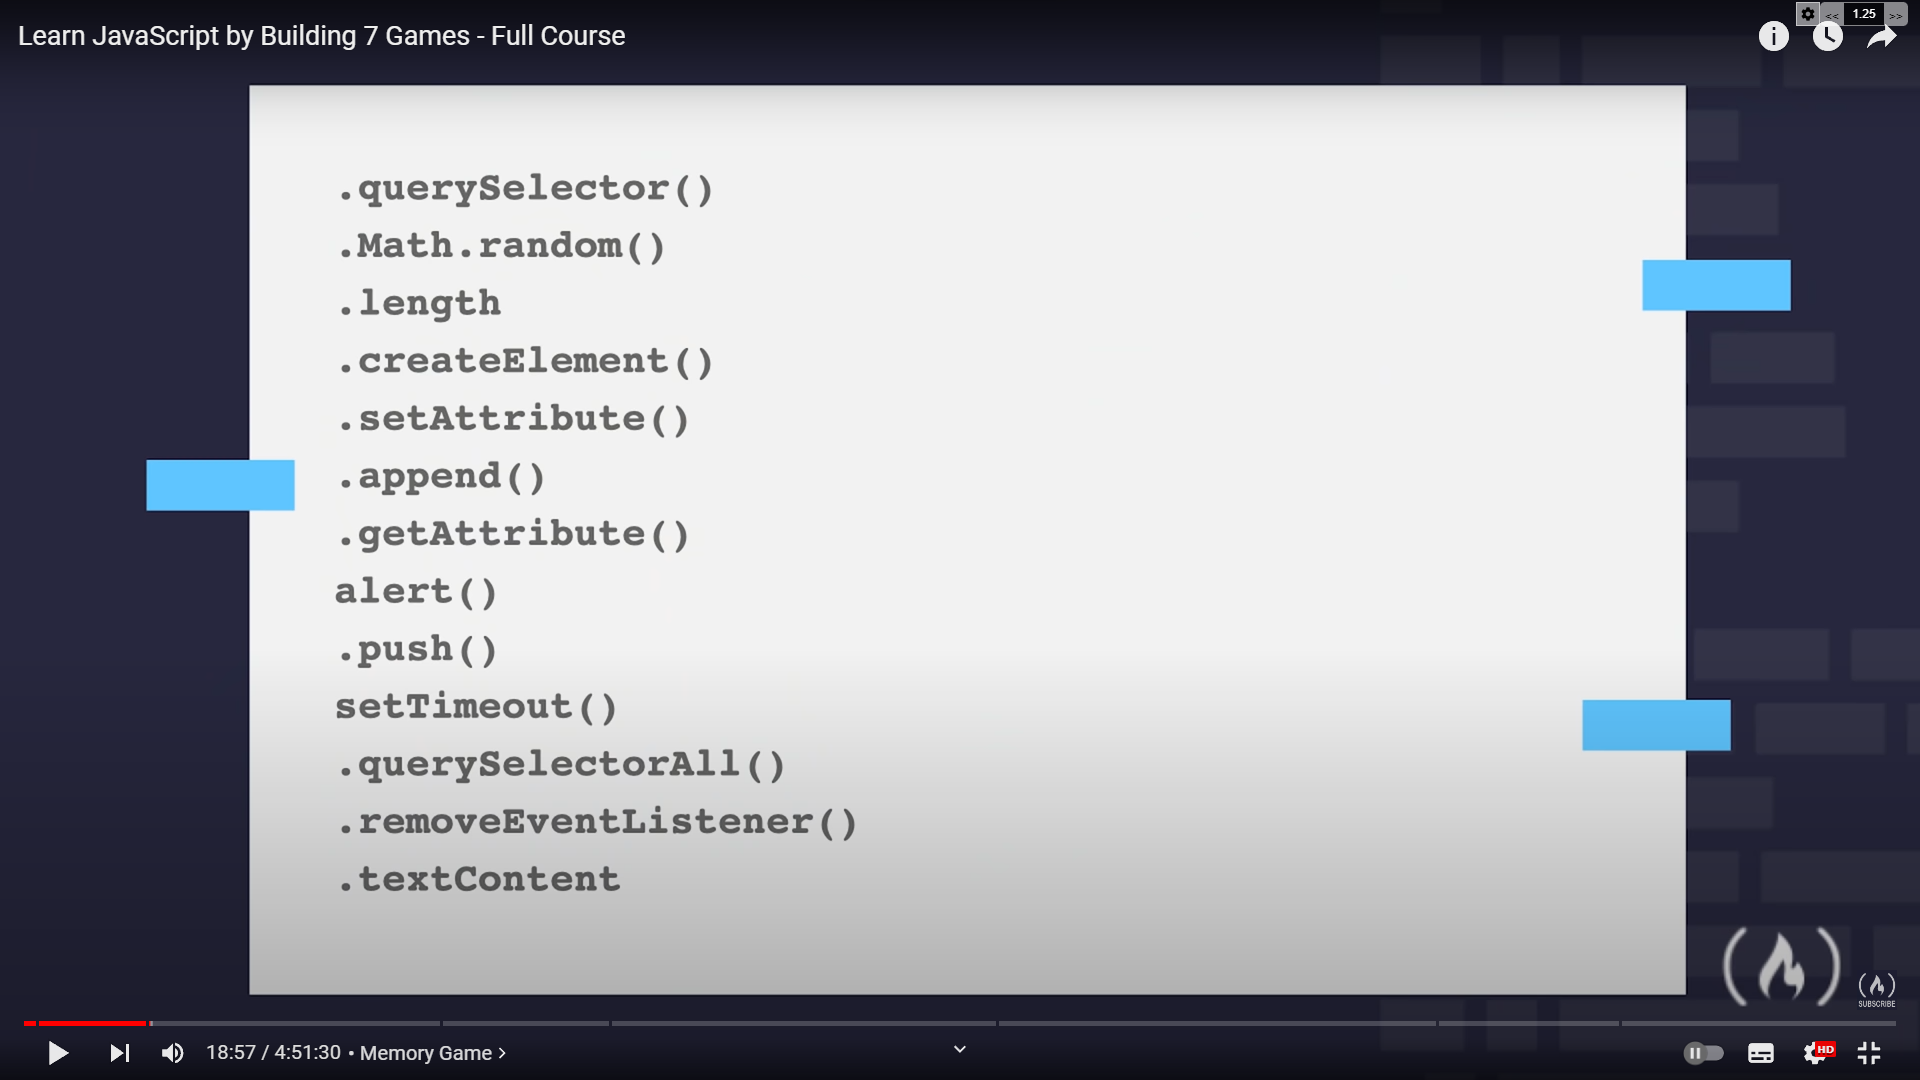 Learn JavaScript by Building 7 Games - Full Course
<< 1.25 >>
.querySelector()
.Math.random()
.length
.createElement()
.setAttribute()
.append()
.getAttribute()
alert()
.push()
setTimeout()
.querySelectorAll()
.removeEventListener()
.textContent
SUBSCRIBE
18:57 / 4:51:30 • Memory Game >
HD